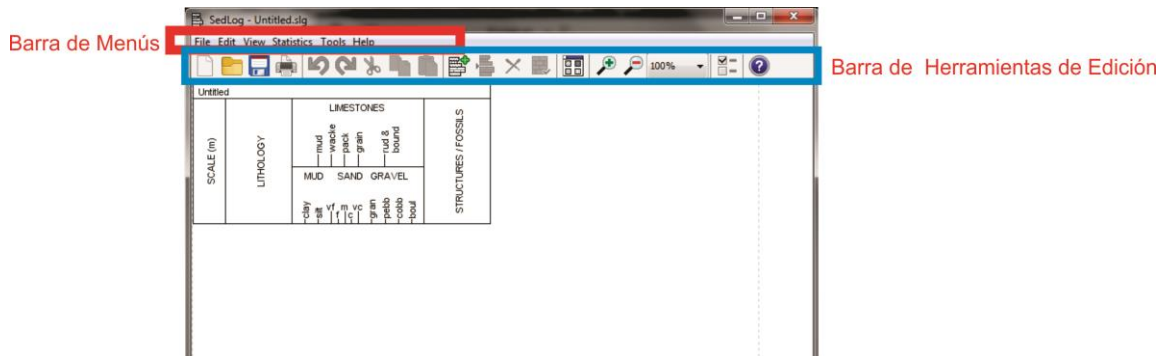 SedLog - Untitled.slg
Barra de Menús
File Edit View Statistics Tools Help
100%
Barra de Herramientas de Edición
Untitled
SCALE (m)
LITHOLOGY
LIMESTONES
mud
wacke
pack
grain
rud &
bound
MUD SAND GRAVEL
clay
silt
vf
f
m
c
vc
gran
pebb
cobb
boul
STRUCTURES / FOSSILS